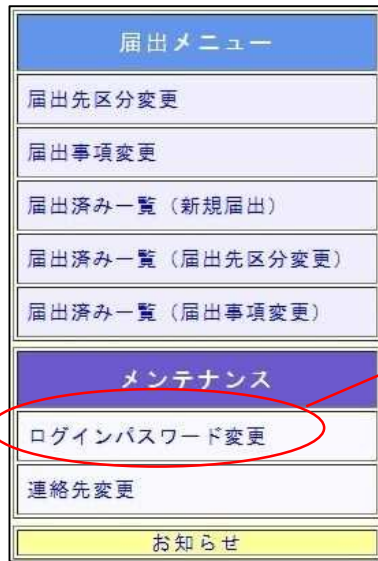 届出メニュー
届出先区分変更
届出事項変更
届出済み一覧（新規届出）
届出済み一覧（届出先区分変更）
届出済み一覧（届出事項変更）
メンテナンス
ログインパスワード変更
連絡先変更
お知らせ